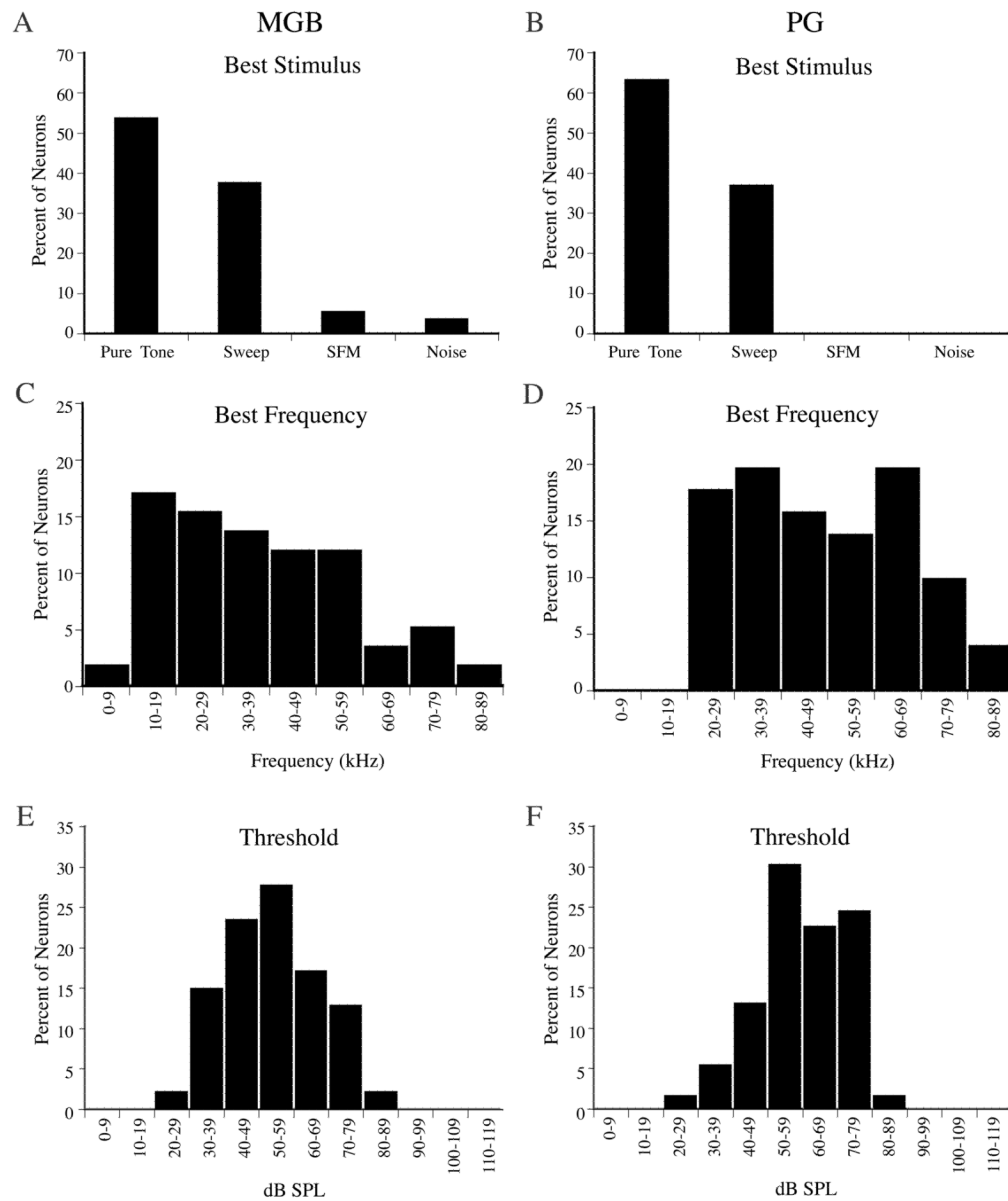 A
MGB
B
PG
Best Stimulus
Percent of Neurons
70
60
50
40
30
20
10
0
Pure Tone
Sweep
SFM
Noise
Best Stimulus
Percent of Neurons
70
60
50
40
30
20
10
0
Pure Tone
Sweep
SFM
Noise
C
Best Frequency
Percent of Neurons
25
20
15
10
5
0
0-9
10-19
20-29
30-39
40-49
50-59
60-69
70-79
80-89
Frequency (kHz)
D
Best Frequency
Percent of Neurons
25
20
15
10
5
0
0-9
10-19
20-29
30-39
40-49
50-59
60-69
70-79
80-89
Frequency (kHz)
E
Threshold
Percent of Neurons
35
30
25
20
15
10
5
0
0-9
10-19
20-29
30-39
40-49
50-59
60-69
70-79
80-89
90-99
100-109
110-119
dB SPL
F
Threshold
Percent of Neurons
35
30
25
20
15
10
5
0
0-9
10-19
20-29
30-39
40-49
50-59
60-69
70-79
80-89
90-99
100-109
110-119
dB SPL